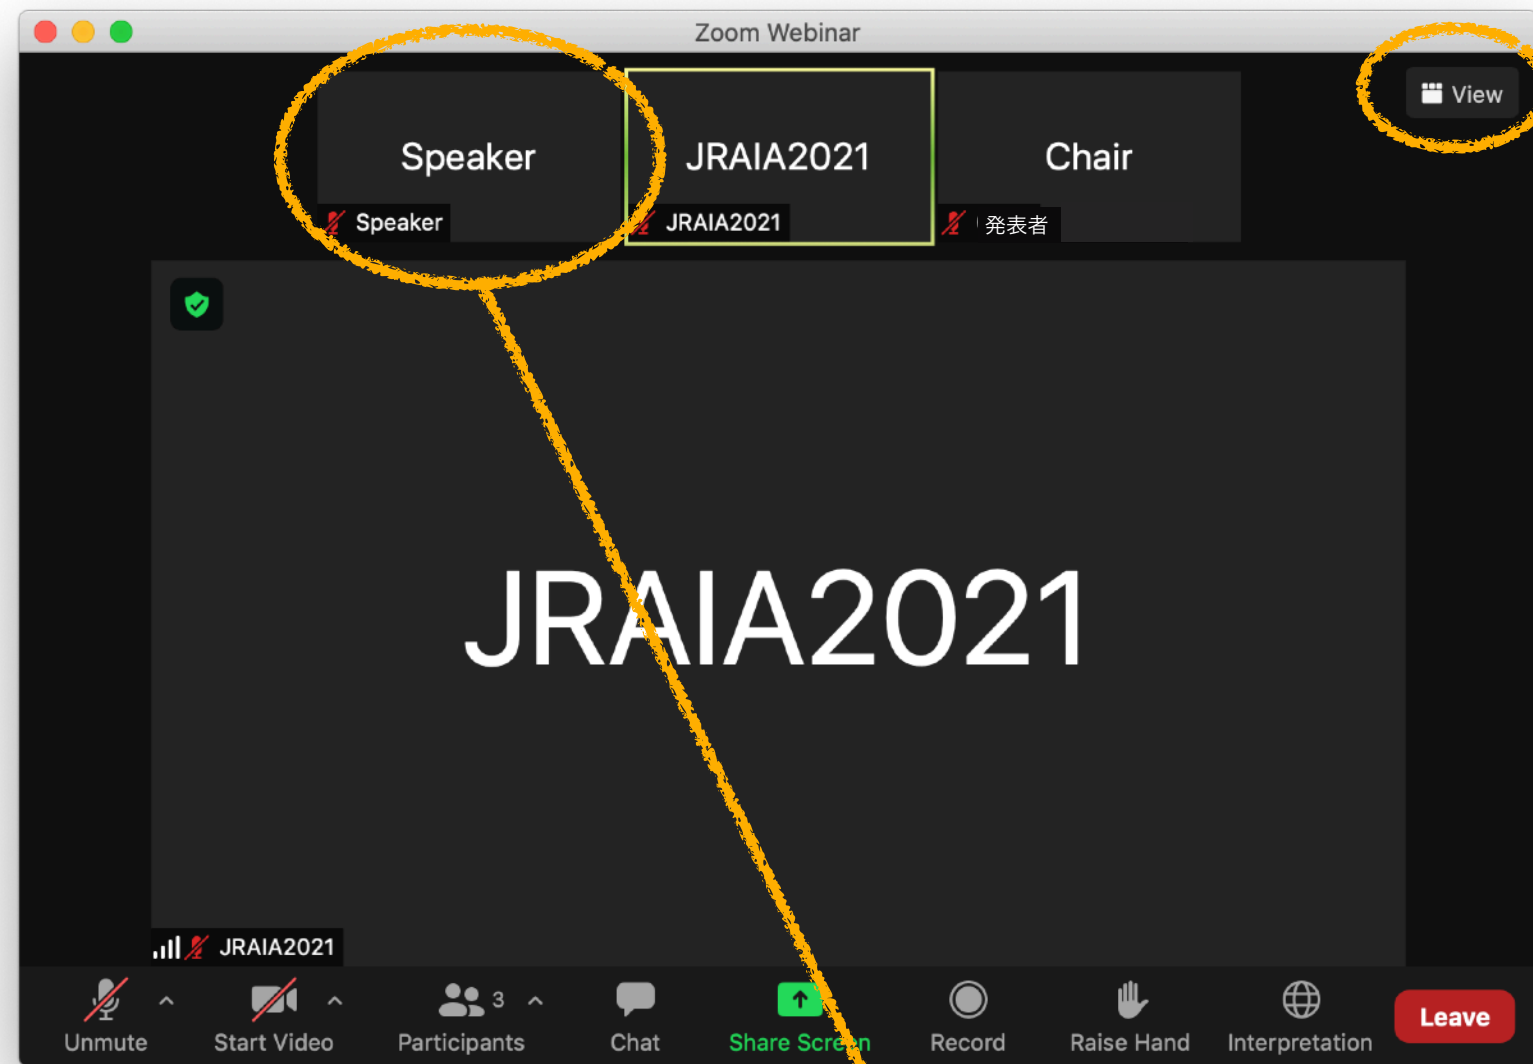 Zoom Webinar
View
Speaker
JRAIA2021
Chair
Speaker
JRAIA2021
発表者
JRAIA2021
JRAIA2021
3
Unmute
Start Video
Participants
Chat
Share Screen
Record
Raise Hand
Interpretation
Leave